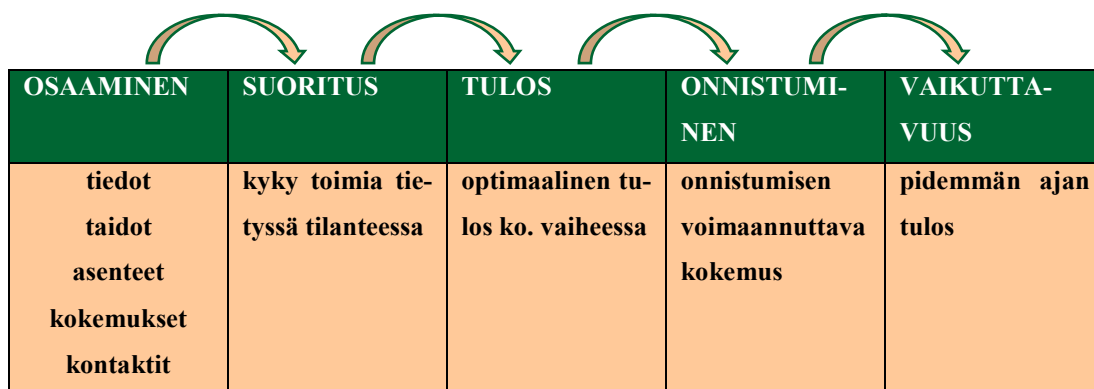 OSAAMINEN
SUORITUS
TULOS
ONNISTUMI-
NEN
VAIKUTTA-
VUUS
tiedot
taidot
asenteet
kokemukset
kontaktit
kyky toimia tie-
tyssä tilanteessa
optimaalinen tu-
los ko. vaiheessa
onnistumisen
voimaannuttava
kokemus
pidemmän ajan
tulos